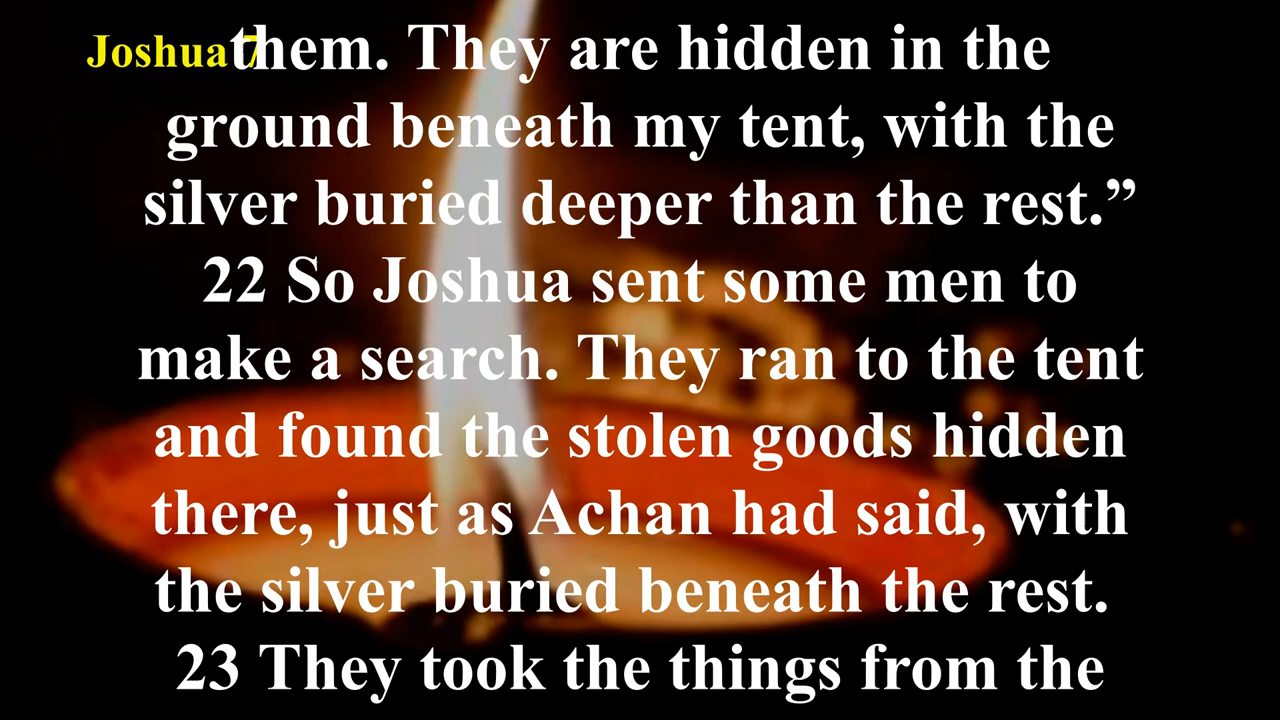 Joshua 7
them. They are hidden in the
ground beneath my tent, with the
silver buried deeper than the rest.”
22 So Joshua sent some men to
make a search. They ran to the tent
and found the stolen goods hidden
there, just as Achan had said, with
the silver buried beneath the rest.
23 They took the things from the